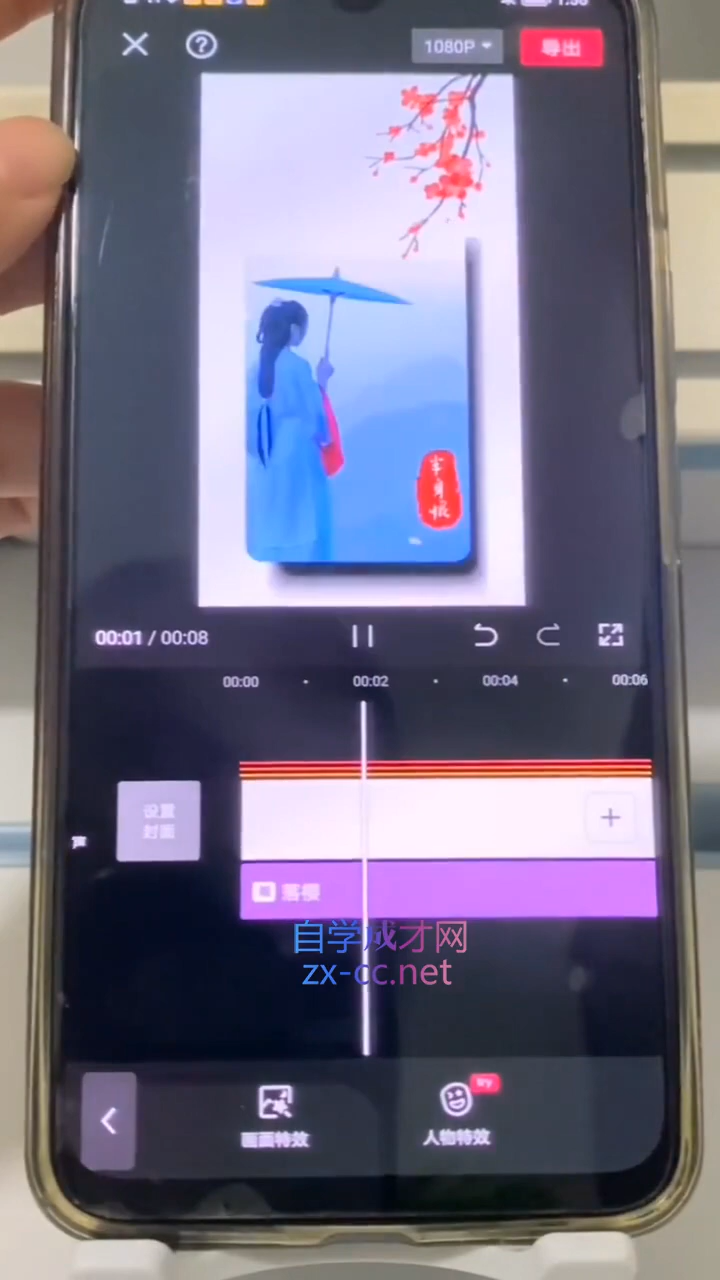 1080P
导出
00:01 / 00:08
00:00
00:02
00:04
00:06
设置
封面
落樱
自学成才网
zx-cc.net
画面特效
人物特效